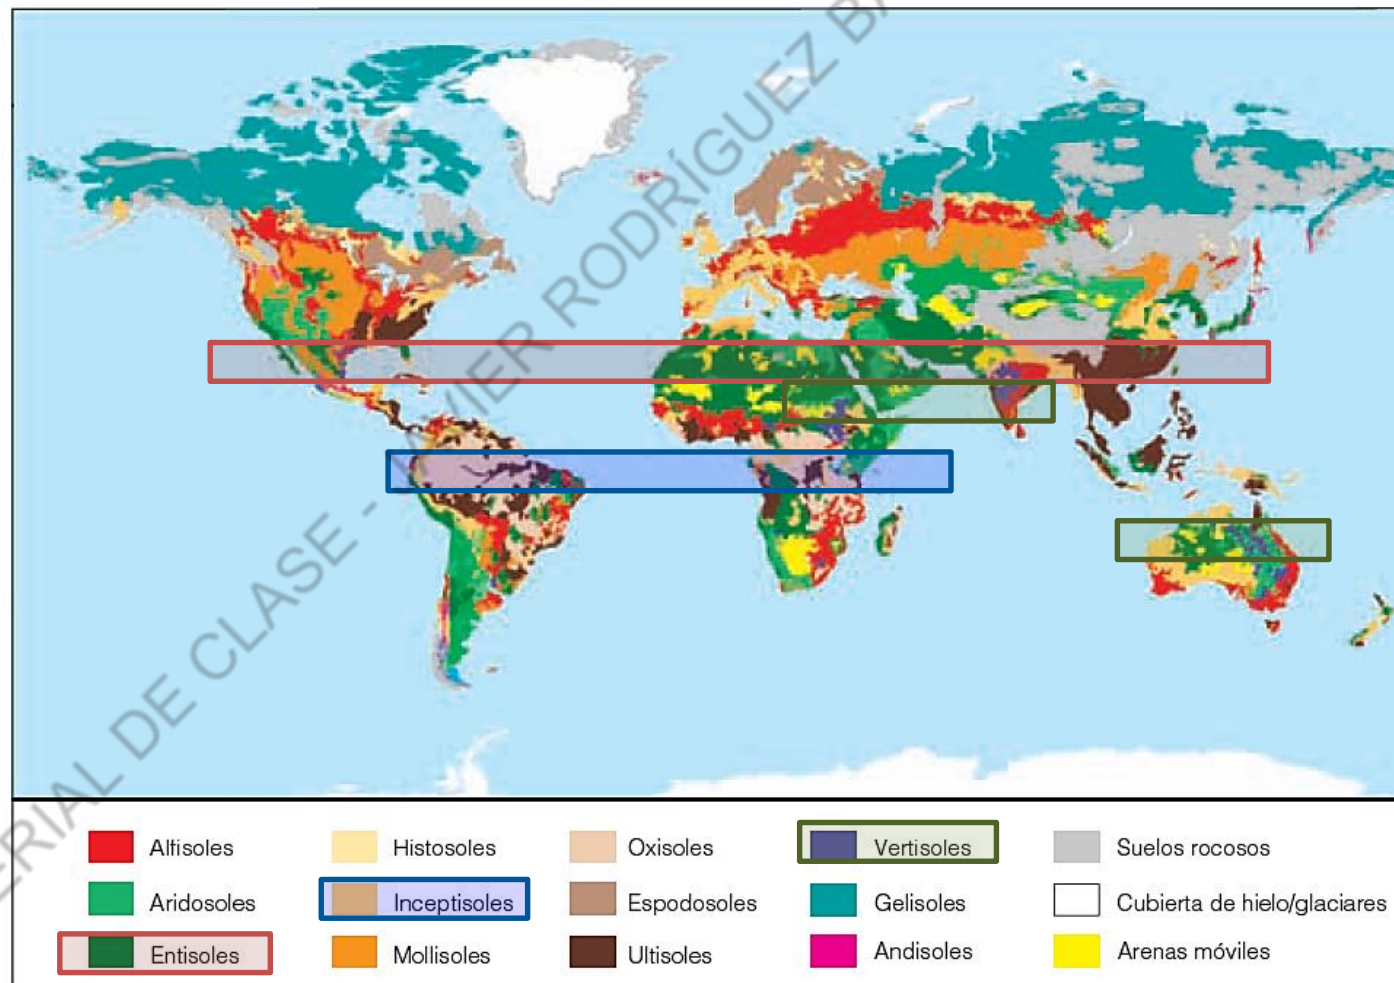 MATERIAL DE CLASE - JAVIER RODRÍGUEZ
Alfisoles
Histosoles
Oxisoles
Vertisoles
Suelos rocosos
Aridosoles
Inceptisoles
Espodosoles
Gelisoles
Cubierta de hielo/glaciares
Entisoles
Mollisoles
Ultisoles
Andisoles
Arenas móviles